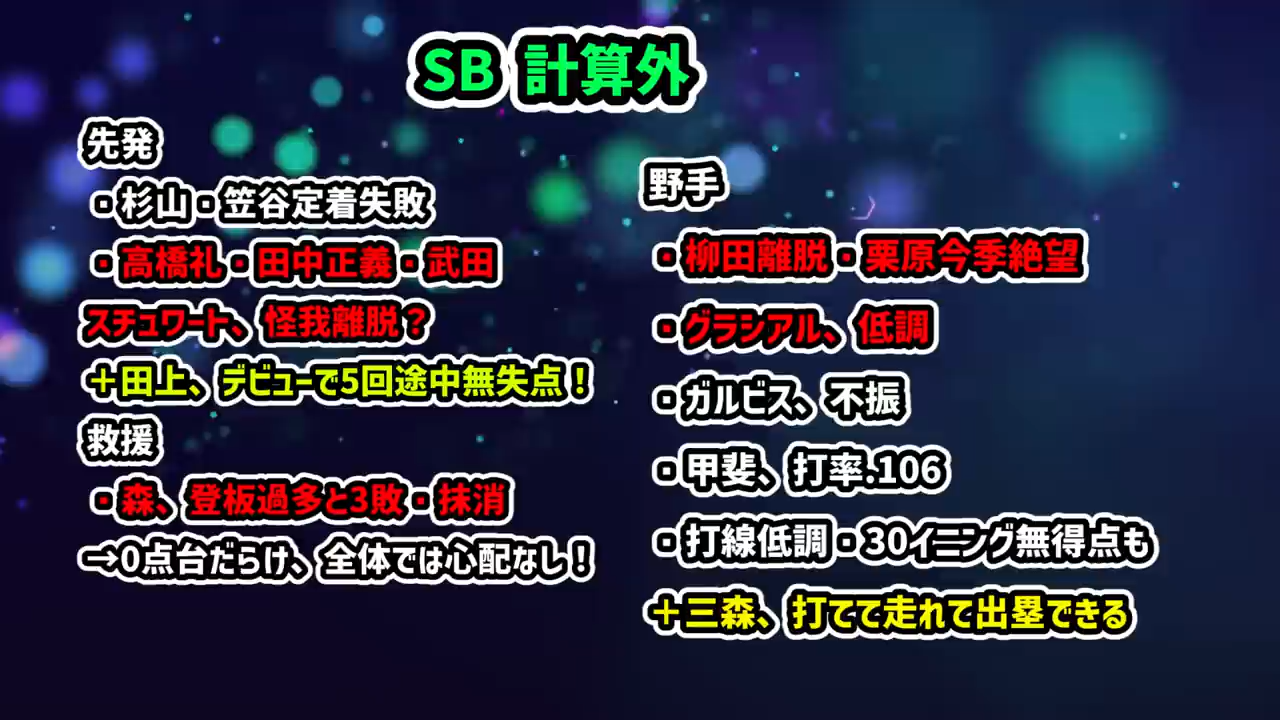 SB 計算外
先発
・杉山・笠谷定着失敗
・高橋礼・田中正義・武田
スチュワート、怪我離脱？
＋田上、デビューで5回途中無失点！
救援
・森、登板過多と3敗・抹消
→0点台だらけ、全体では心配なし！
野手
・柳田離脱・栗原今季絶望
・グラシアル、低調
・ガルビス、不振
・甲斐、打率.106
・打線低調・30イニング無得点も
＋三森、打てて走れて出塁できる